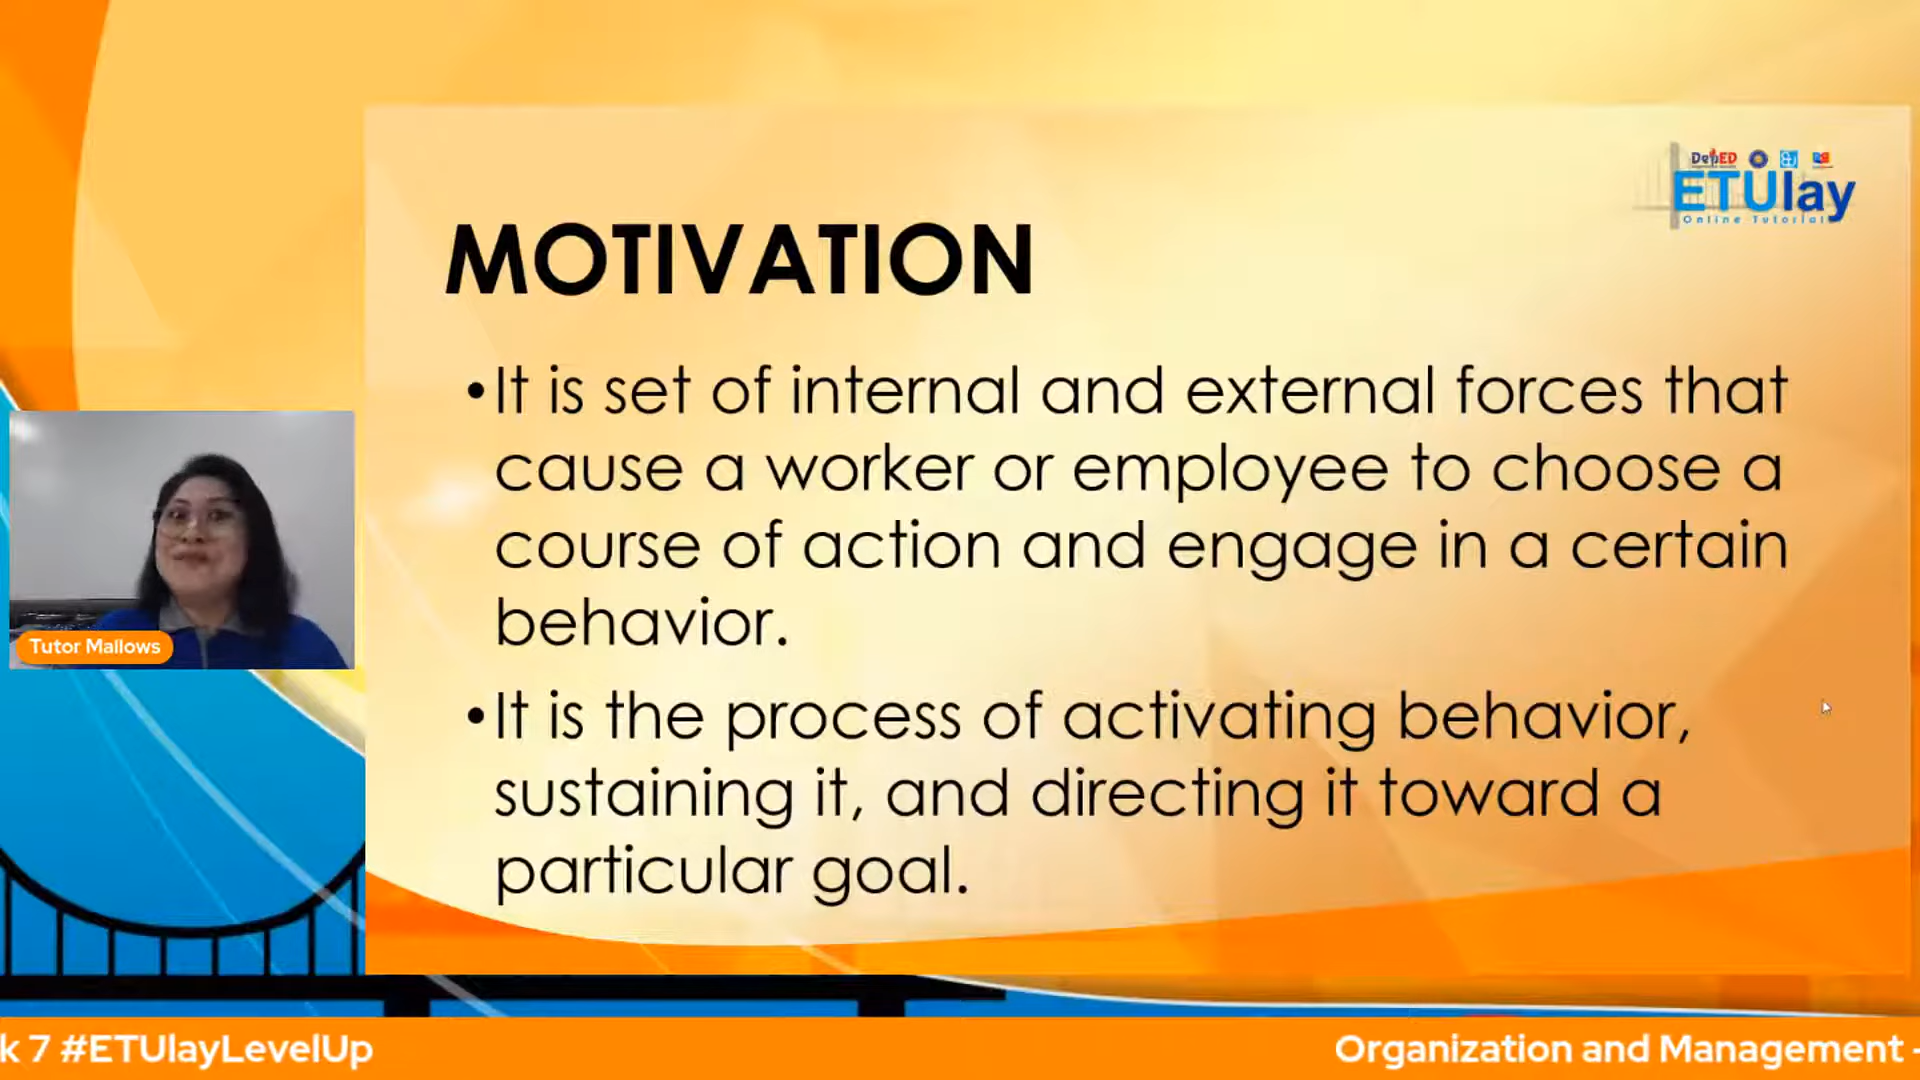 DepED
ETUlay
Online Tutorial
MOTIVATION
•It is set of internal and external forces that
cause a worker or employee to choose a
course of action and engage in a certain
behavior.
•It is the process of activating behavior,
sustaining it, and directing it toward a
particular goal.
Tutor Mallows
k 7 #ETUlayLevelUp
Organization and Management -